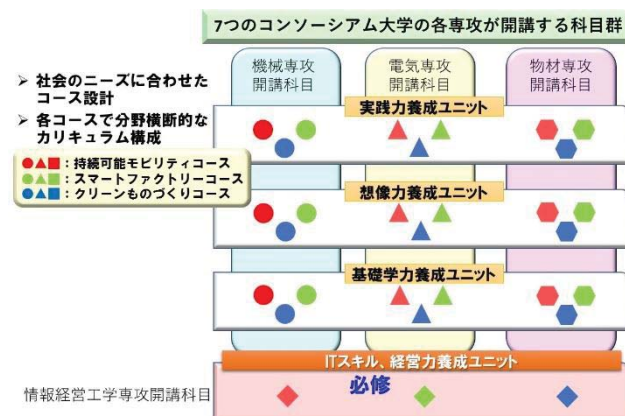 7つのコンソーシアム大学の各専攻が開講する科目群
➢ 社会のニーズに合わせた
コース設計
➢ 各コースで分野横断的な
カリキュラム構成
●▲■：持続可能モビリティコース
●▲■：スマートファクトリーコース
●▲■：クリーンものづくりコース
機械専攻
開講科目
電気専攻
開講科目
物材専攻
開講科目
実践力養成ユニット
想像力養成ユニット
基礎学力養成ユニット
ITスキル、経営力養成ユニット
必修
情報経営工学専攻開講科目